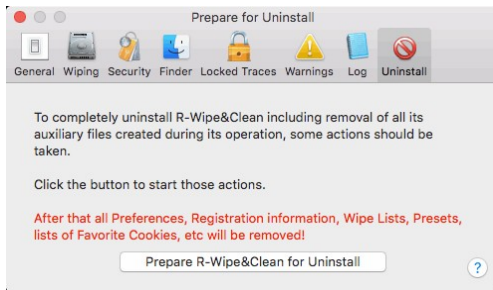 Prepare for Uninstall
General Wiping Security Finder Locked Traces Warnings Log Uninstall
To completely uninstall R-Wipe&Clean including removal of all its
auxiliary files created during its operation, some actions should be
taken.
Click the button to start those actions.
After that all Preferences, Registration information, Wipe Lists, Presets,
lists of Favorite Cookies, etc will be removed!
Prepare R-Wipe&Clean for Uninstall
?